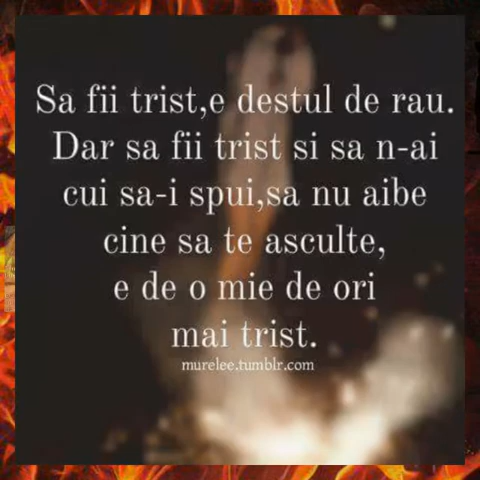 Sa fii trist,e destul de rau.
Dar sa fii trist si sa n-ai
cui sa-i spui,sa nu aibe
cine sa te asculte,
e de o mie de ori
mai trist.
murelee.tumblr.com